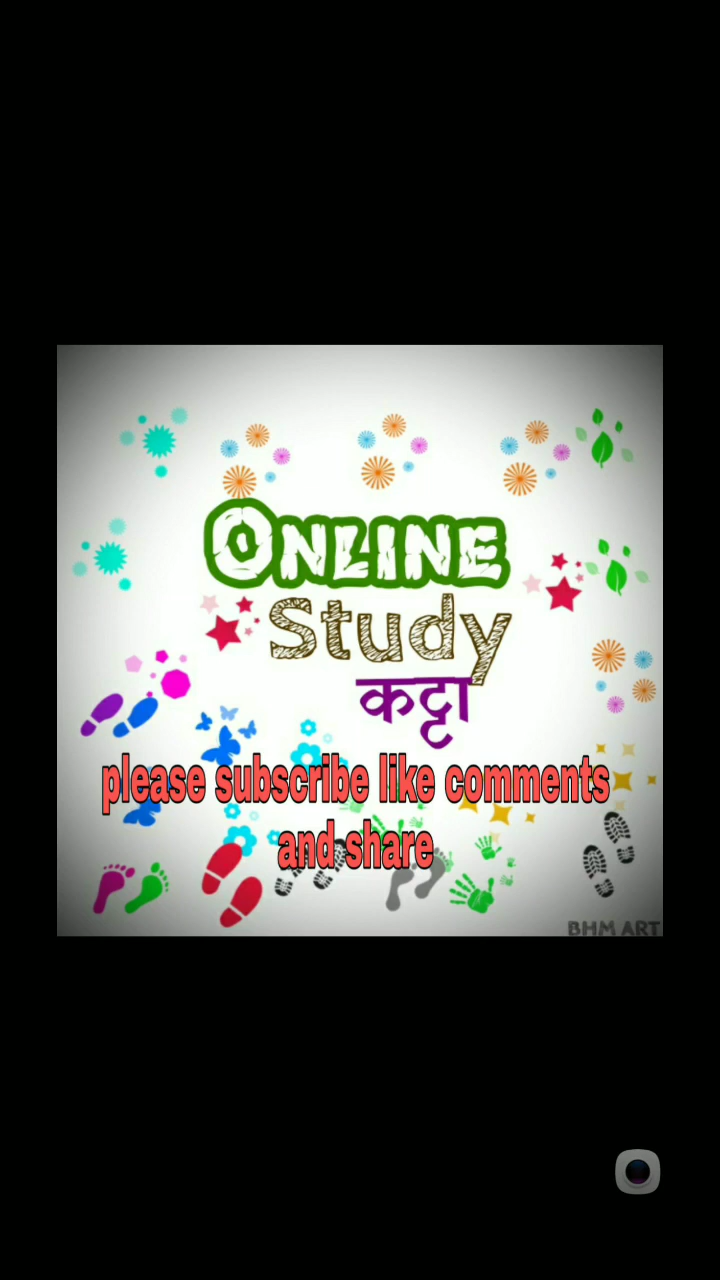 Online
Study
कट्टा
please subscribe like comments
and share
BHM ART